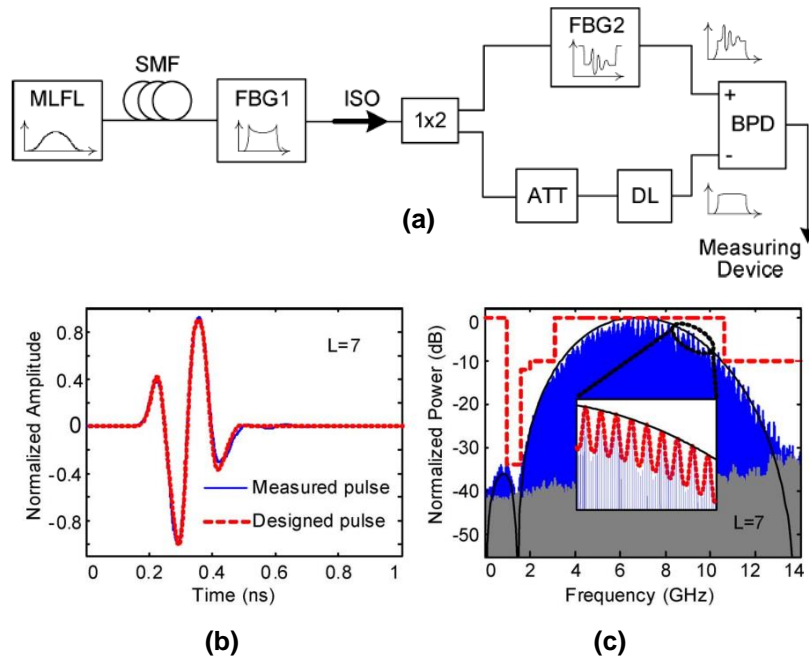 MLFL
SMF
FBG1
ISO
1x2
FBG2
ATT
DL
+
BPD
-
Measuring
Device
(a)
Normalized Amplitude
0.8
0.4
0
-0.4
-0.8
L=7
Measured pulse
Designed pulse
0 0.2 0.4 0.6 0.8 1
Time (ns)
(b)
Normalized Power (dB)
0
-10
-20
-30
-40
-50
L=7
0 2 4 6 8 10 12 14
Frequency (GHz)
(c)